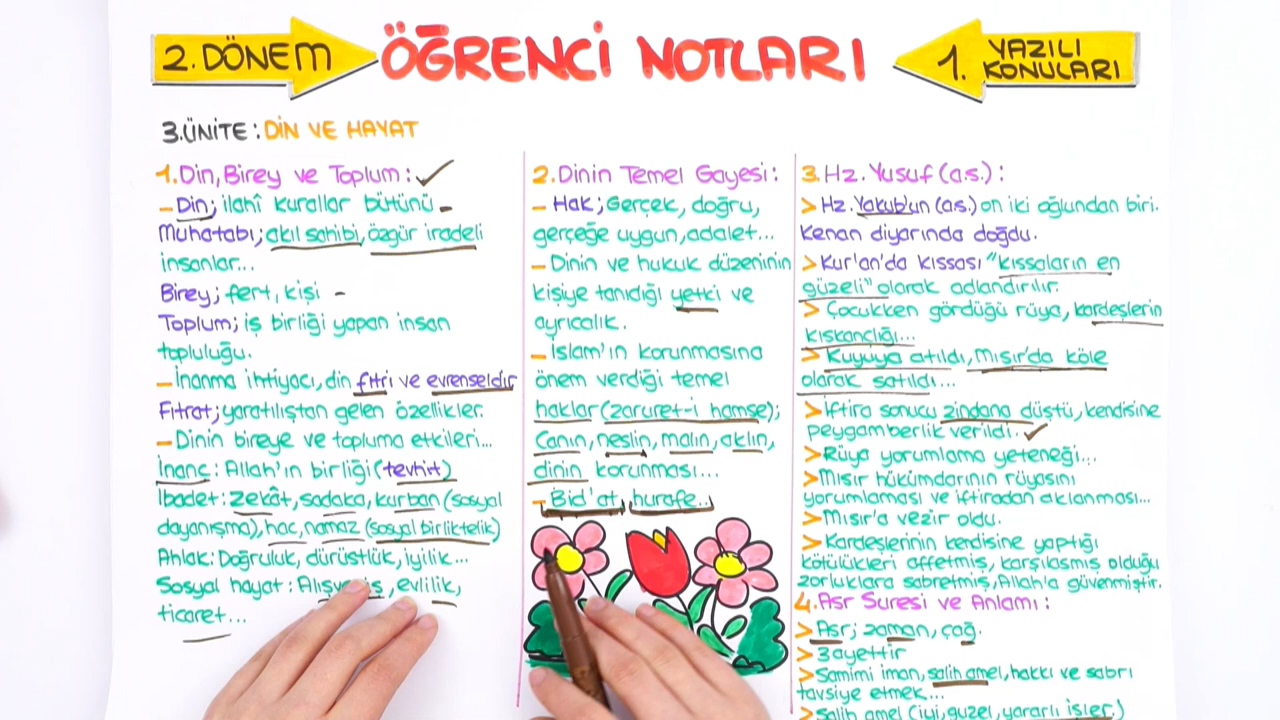 2. DÖNEM
ÖĞRENCİ NOTLARI
1. YAZILI
KONULARI
3.ÜNİTE: DİN VE HAYAT
1. Din, Birey ve Toplum:
– Din; ilahî kurallar bütünü
Muhatabı; akıl sahibi, özgür iradeli
insanlar...
Birey; fert, kişi
Toplum; iş birliği yapan insan
topluluğu.
– İnanma ihtiyacı, din fıtri ve evrenseldir
Fıtrat; yaratılıştan gelen özellikler.
– Dinin bireye ve topluma etkileri...
İnanç: Allah'ın birliği (tevhit)
İbadet: zekât, sadaka, kurban (sosyal
dayanışma), hac, namaz (sosyal birliktelik)
Ahlak: Doğruluk, dürüstlük, iyilik...
Sosyal hayat: Alışveriş, evlilik,
ticaret...
2. Dinin Temel Gayesi:
– Hak; Gerçek, doğru,
gerçeğe uygun, adalet...
– Dinin ve hukuk düzeninin
kişiye tanıdığı yetki ve
ayrıcalık.
– İslam'ın korunmasına
önem verdiği temel
haklar (zaruret-i hamse);
Canın, neslin, malın, aklın,
dinin korunması...
– Bid'at, hurafe..
3. Hz. Yusuf (a.s.):
> Hz. Yakub'un (a.s.) on iki oğlundan biri.
Kenan diyarında doğdu.
> Kur'an'da kıssası "kıssaların en
güzeli" olarak adlandırılır.
> Çocukken gördüğü rüya, kardeşlerin
kıskançlığı...
> Kuyuya atıldı, Mısır'da köle
olarak satıldı...
> İftira sonucu zindana düştü, kendisine
peygamberlik verildi.
> Rüya yorumlama yeteneği...
> Mısır hükümdarının rüyasını
yorumlaması ve iftiradan aklanması...
> Mısır'a vezir oldu.
> Kardeşlerinin kendisine yaptığı
kötülükleri affetmiş, karşılaşmış olduğu
zorluklara sabretmiş, Allah'a güvenmiştir.
4. Asr Suresi ve Anlamı:
> Asr; zaman, çağ.
> 3 ayettir
> Samimi iman, salih amel, hakkı ve sabrı
tavsiye etmek...
> Salih amel (iyi, güzel, yararlı işler.)